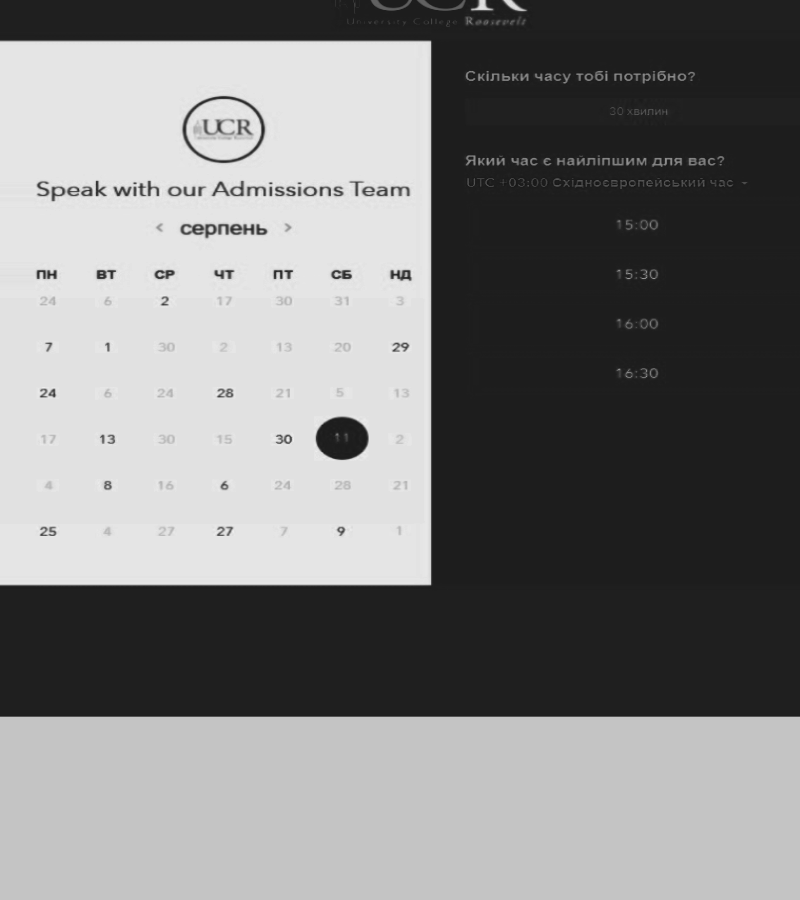 UCR
University College Roosevelt
UCR
Speak with our Admissions Team
< серпень >
ПН ВТ СР ЧТ ПТ СБ НД
24 6 2 17 30 31 3
7 1 30 2 13 20 29
24 6 24 28 21 5 13
17 13 30 15 30 11 2
4 8 16 6 24 28 21
25 4 27 27 7 9 1
Скільки часу тобі потрібно?
30 хвилин
Який час є найліпшим для вас?
UTC +03:00 Східноєвропейський час
15:00
15:30
16:00
16:30